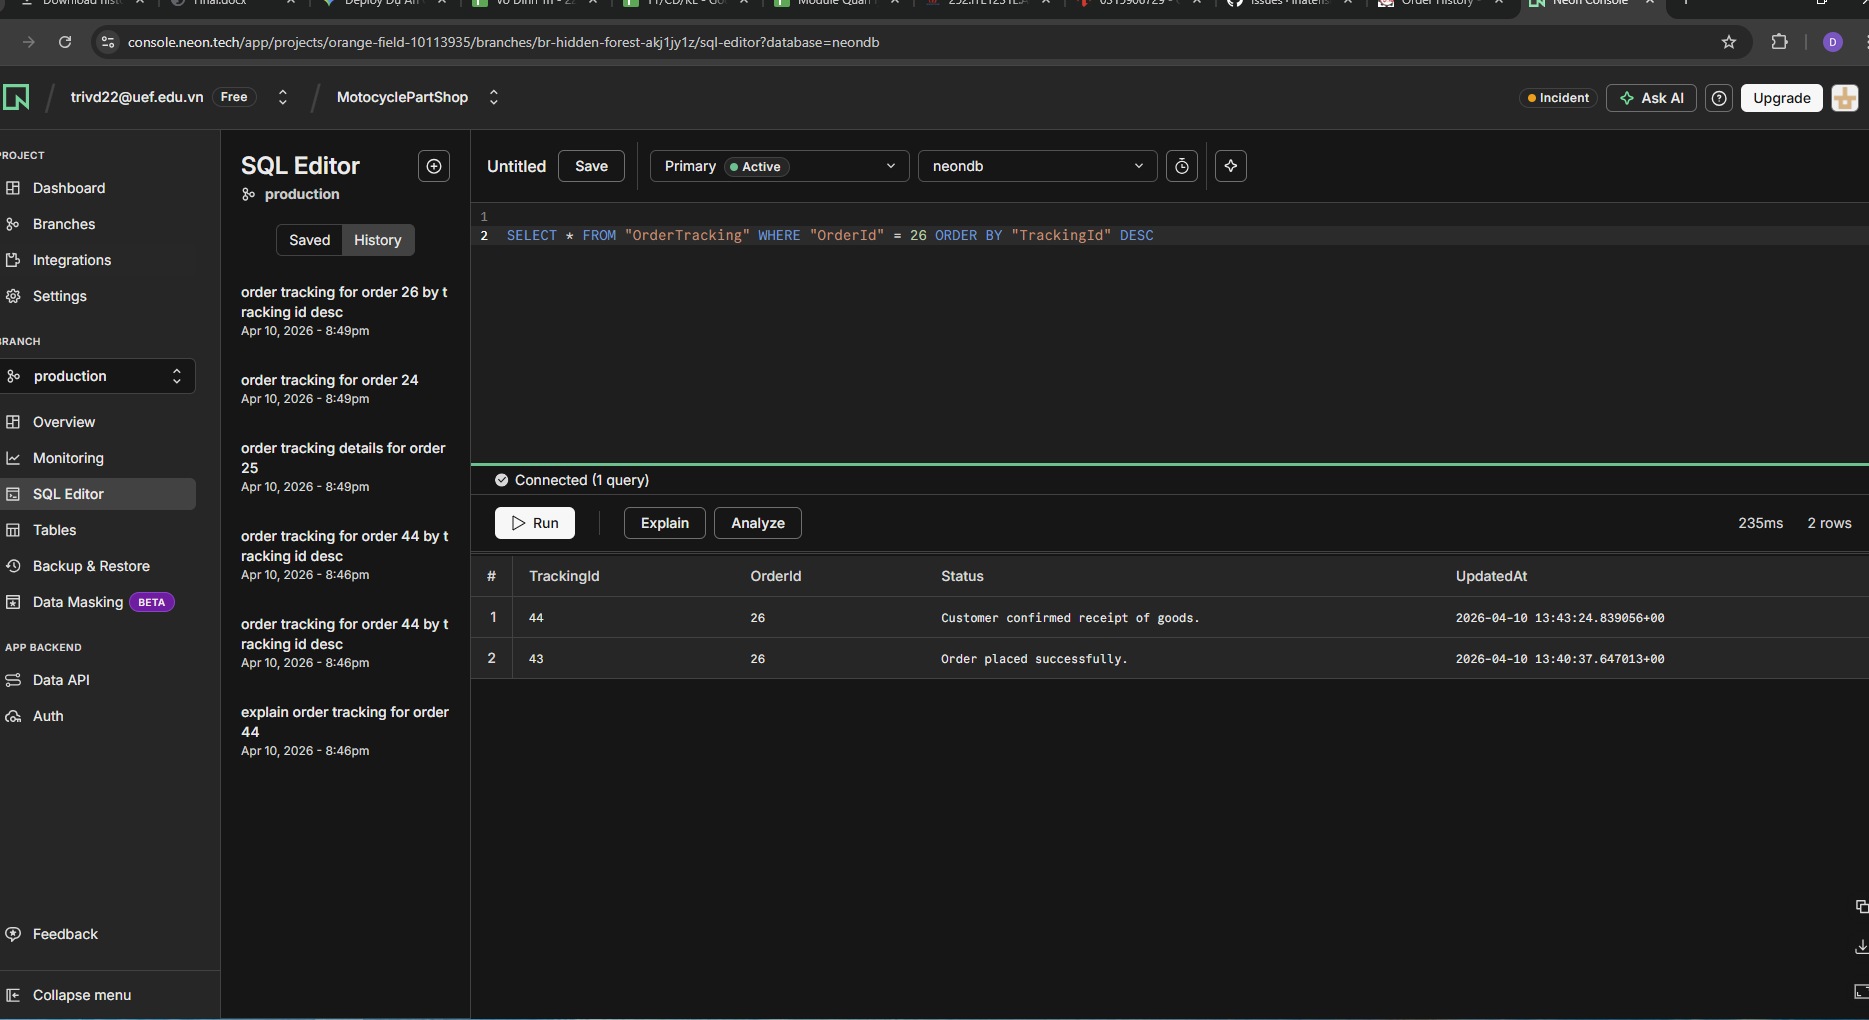 Final.docx
Order History -
Neon Console
console.neon.tech/app/projects/orange-field-10113935/branches/br-hidden-forest-akj1jy1z/sql-editor?database=neondb
D
trivd22@uef.edu.vn Free
MotocyclePartShop
Incident
Ask AI
Upgrade
PROJECT
Dashboard
Branches
Integrations
Settings
BRANCH
production
Overview
Monitoring
SQL Editor
Tables
Backup & Restore
Data Masking BETA
APP BACKEND
Data API
Auth
Feedback
Collapse menu
SQL Editor
production
Saved History
order tracking for order 26 by t
racking id desc
Apr 10, 2026 - 8:49pm
order tracking for order 24
Apr 10, 2026 - 8:49pm
order tracking details for order
25
Apr 10, 2026 - 8:49pm
order tracking for order 44 by t
racking id desc
Apr 10, 2026 - 8:46pm
order tracking for order 44 by t
racking id desc
Apr 10, 2026 - 8:46pm
explain order tracking for order
44
Apr 10, 2026 - 8:46pm
Untitled Save Primary Active neondb
1
2 SELECT * FROM "OrderTracking" WHERE "OrderId" = 26 ORDER BY "TrackingId" DESC
Connected (1 query)
Run Explain Analyze 235ms 2 rows
# TrackingId OrderId Status UpdatedAt
1 44 26 Customer confirmed receipt of goods. 2026-04-10 13:43:24.839056+00
2 43 26 Order placed successfully. 2026-04-10 13:40:37.647013+00